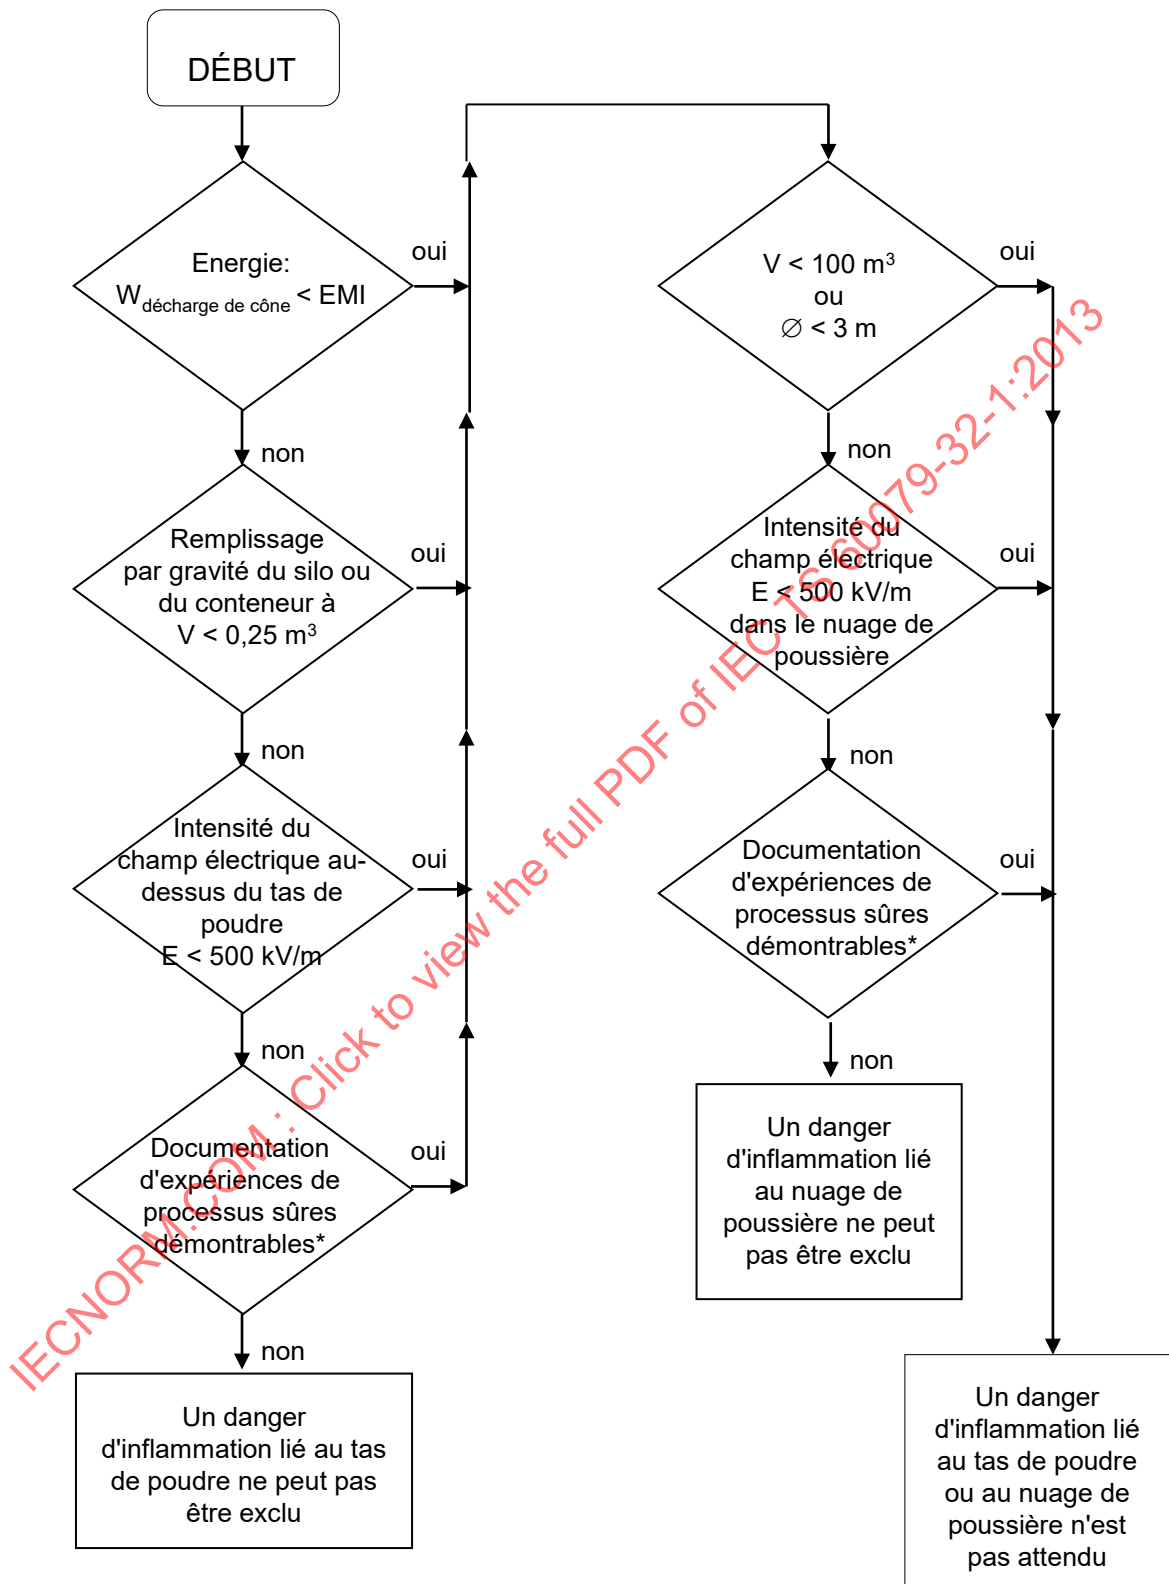 DÉBUT
Energie:
W décharge de cône < EMI
oui
non
Remplissage
par gravité du silo ou
du conteneur à
V < 0,25 m³
oui
non
Intensité du
champ électrique au-
dessus du tas de
poudre
E < 500 kV/m
oui
non
Documentation
d'expériences de
processus sûres
démontrables*
oui
non
Un danger
d'inflammation lié au tas
de poudre ne peut pas
être exclu
V < 100 m³
ou
∅ < 3 m
oui
non
Intensité du
champ électrique
E < 500 kV/m
dans le nuage de
poussière
oui
non
Documentation
d'expériences de
processus sûres
démontrables*
oui
non
Un danger
d'inflammation lié
au nuage de
poussière ne peut
pas être exclu
Un danger
d'inflammation lié
au tas de poudre
ou au nuage de
poussière n'est
pas attendu
IECNORM.COM : Click to view the full PDF of IEC TS 60079-32-1:2013